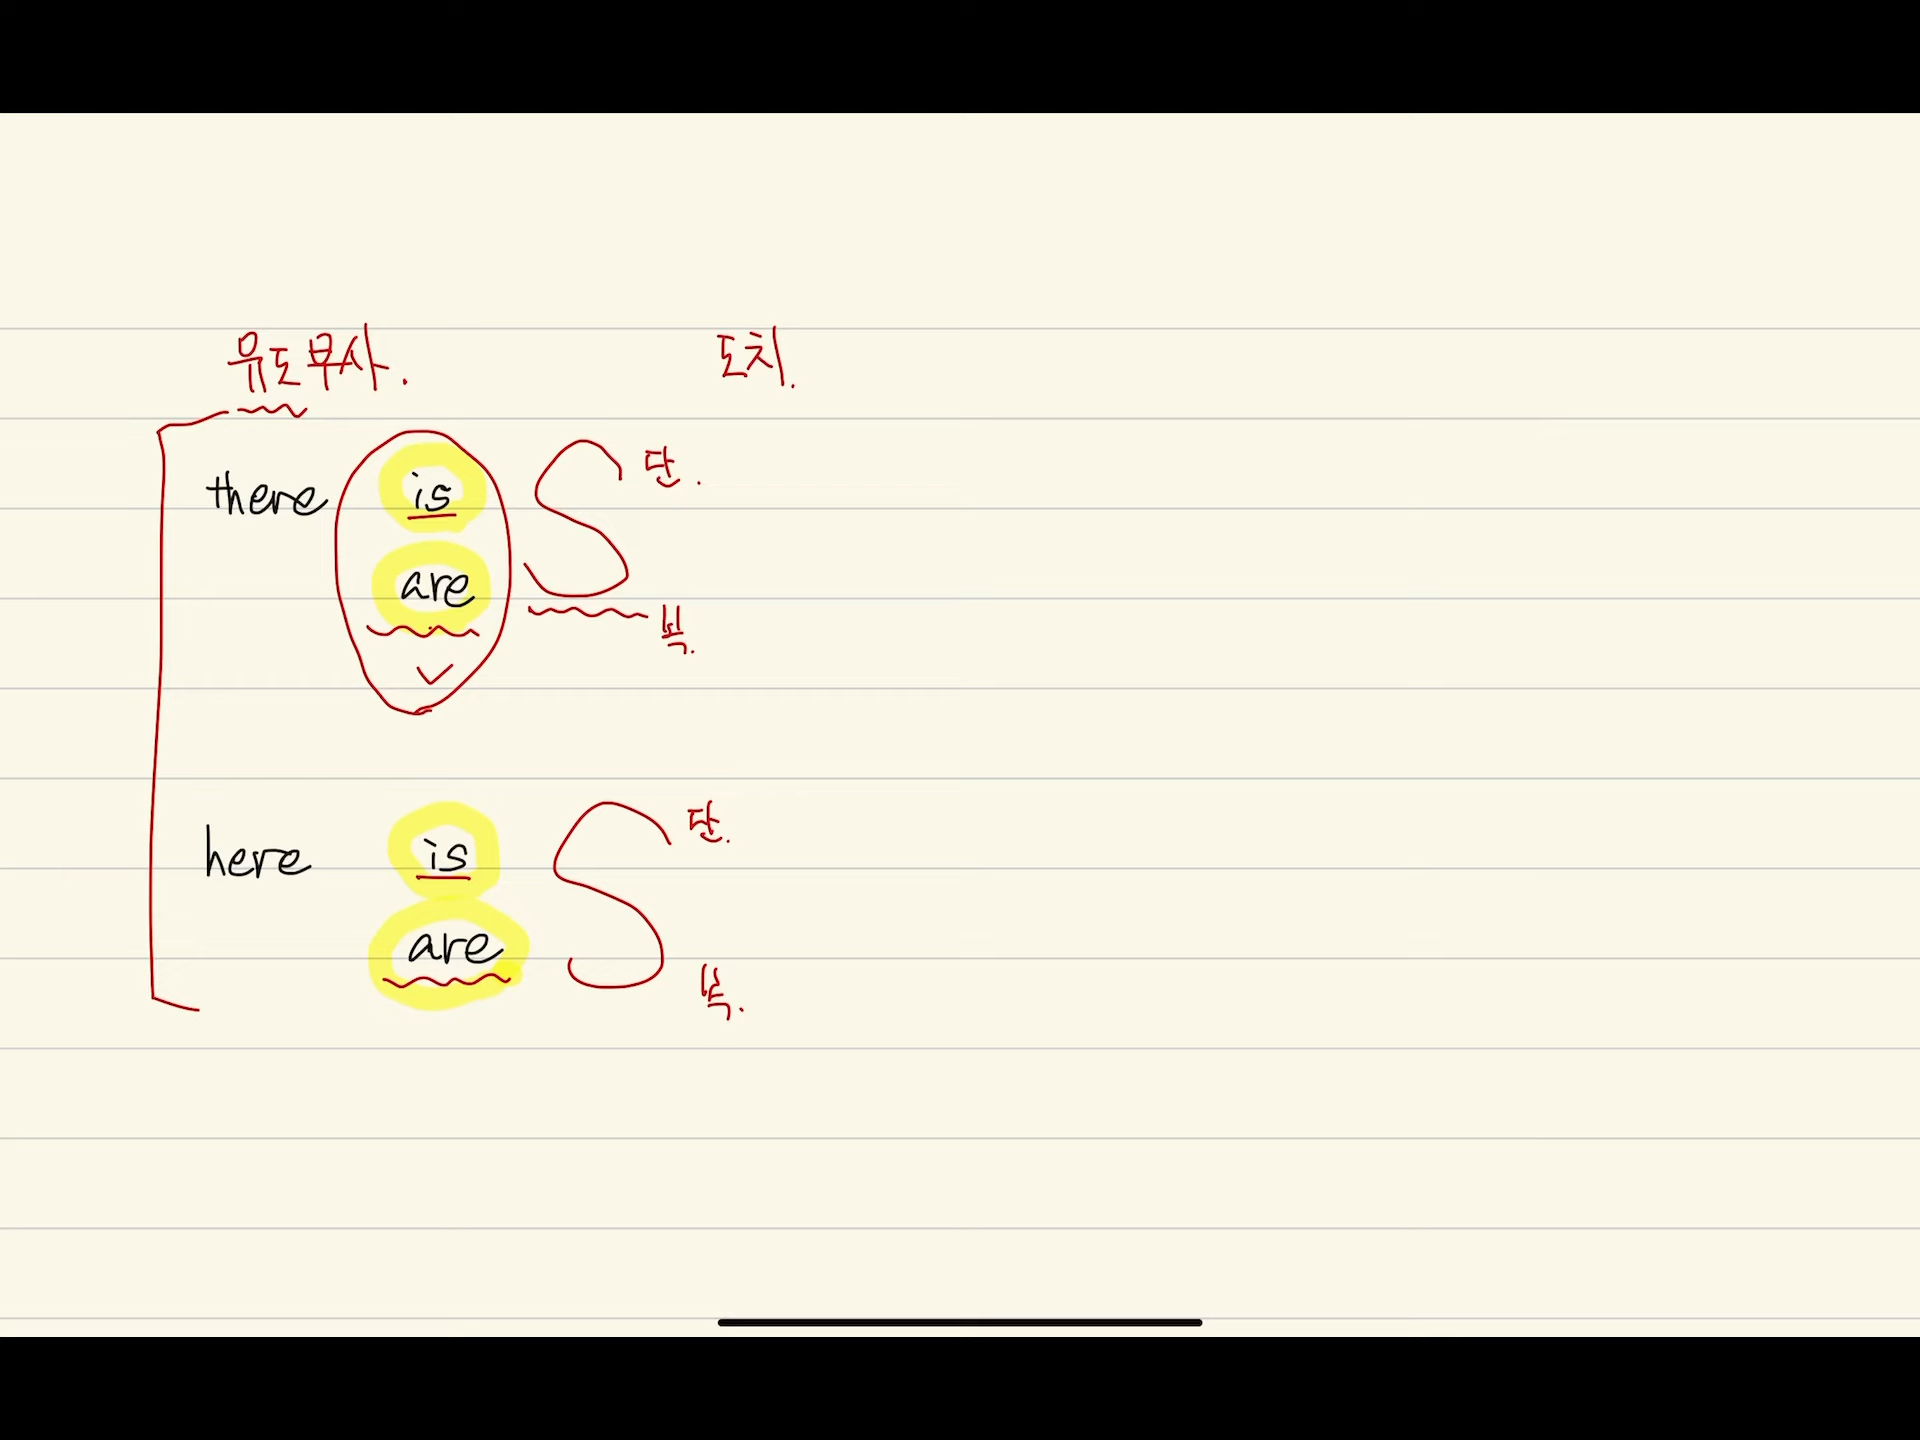 유도부사. 도치.
there is S 단.
are 복.
V
here is S 단.
are 복.